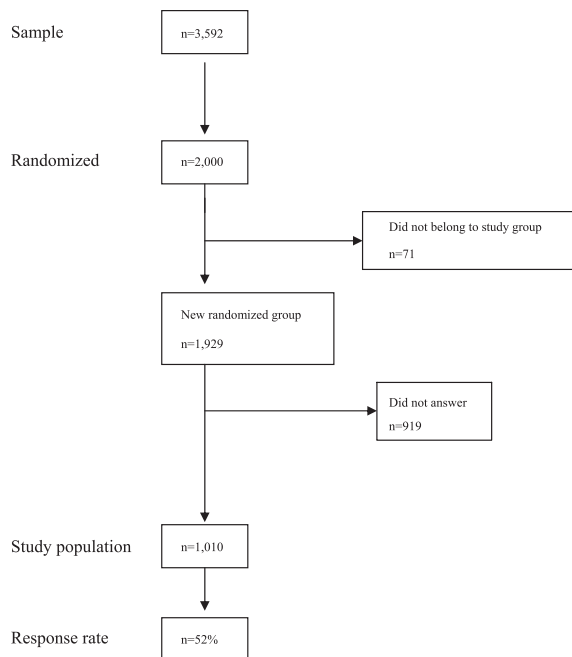 Sample
n=3,592
Randomized
n=2,000
Did not belong to study group
n=71
New randomized group
n=1,929
Did not answer
n=919
Study population
n=1,010
Response rate
n=52%